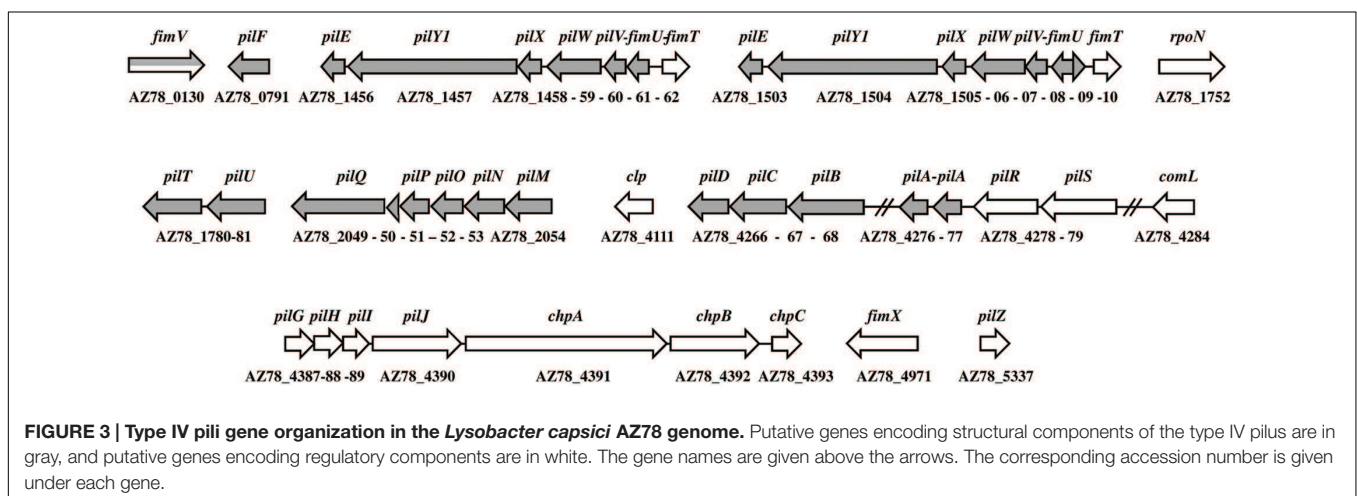 fimV pilF pilE pilY1 pilX pilW pilV-fimU-fimT pilE pilY1 pilX pilW pilV-fimU fimT rpoN
AZ78_0130 AZ78_0791 AZ78_1456 AZ78_1457 AZ78_1458 - 59 - 60 - 61 - 62 AZ78_1503 AZ78_1504 AZ78_1505 - 06 - 07 - 08 - 09 -10 AZ78_1752
pilT pilU pilQ pilP pilO pilN pilM clp pilD pilC pilB pilA-pilA pilR pilS comL
AZ78_1780-81 AZ78_2049 - 50 - 51 – 52 - 53 AZ78_2054 AZ78_4111 AZ78_4266 - 67 - 68 AZ78_4276 - 77 AZ78_4278 - 79 AZ78_4284
pilG pilH pilI pilJ chpA chpB chpC fimX pilZ
AZ78_4387-88 -89 AZ78_4390 AZ78_4391 AZ78_4392 AZ78_4393 AZ78_4971 AZ78_5337
FIGURE 3 | Type IV pili gene organization in the Lysobacter capsici AZ78 genome. Putative genes encoding structural components of the type IV pilus are in
gray, and putative genes encoding regulatory components are in white. The gene names are given above the arrows. The corresponding accession number is given
under each gene.